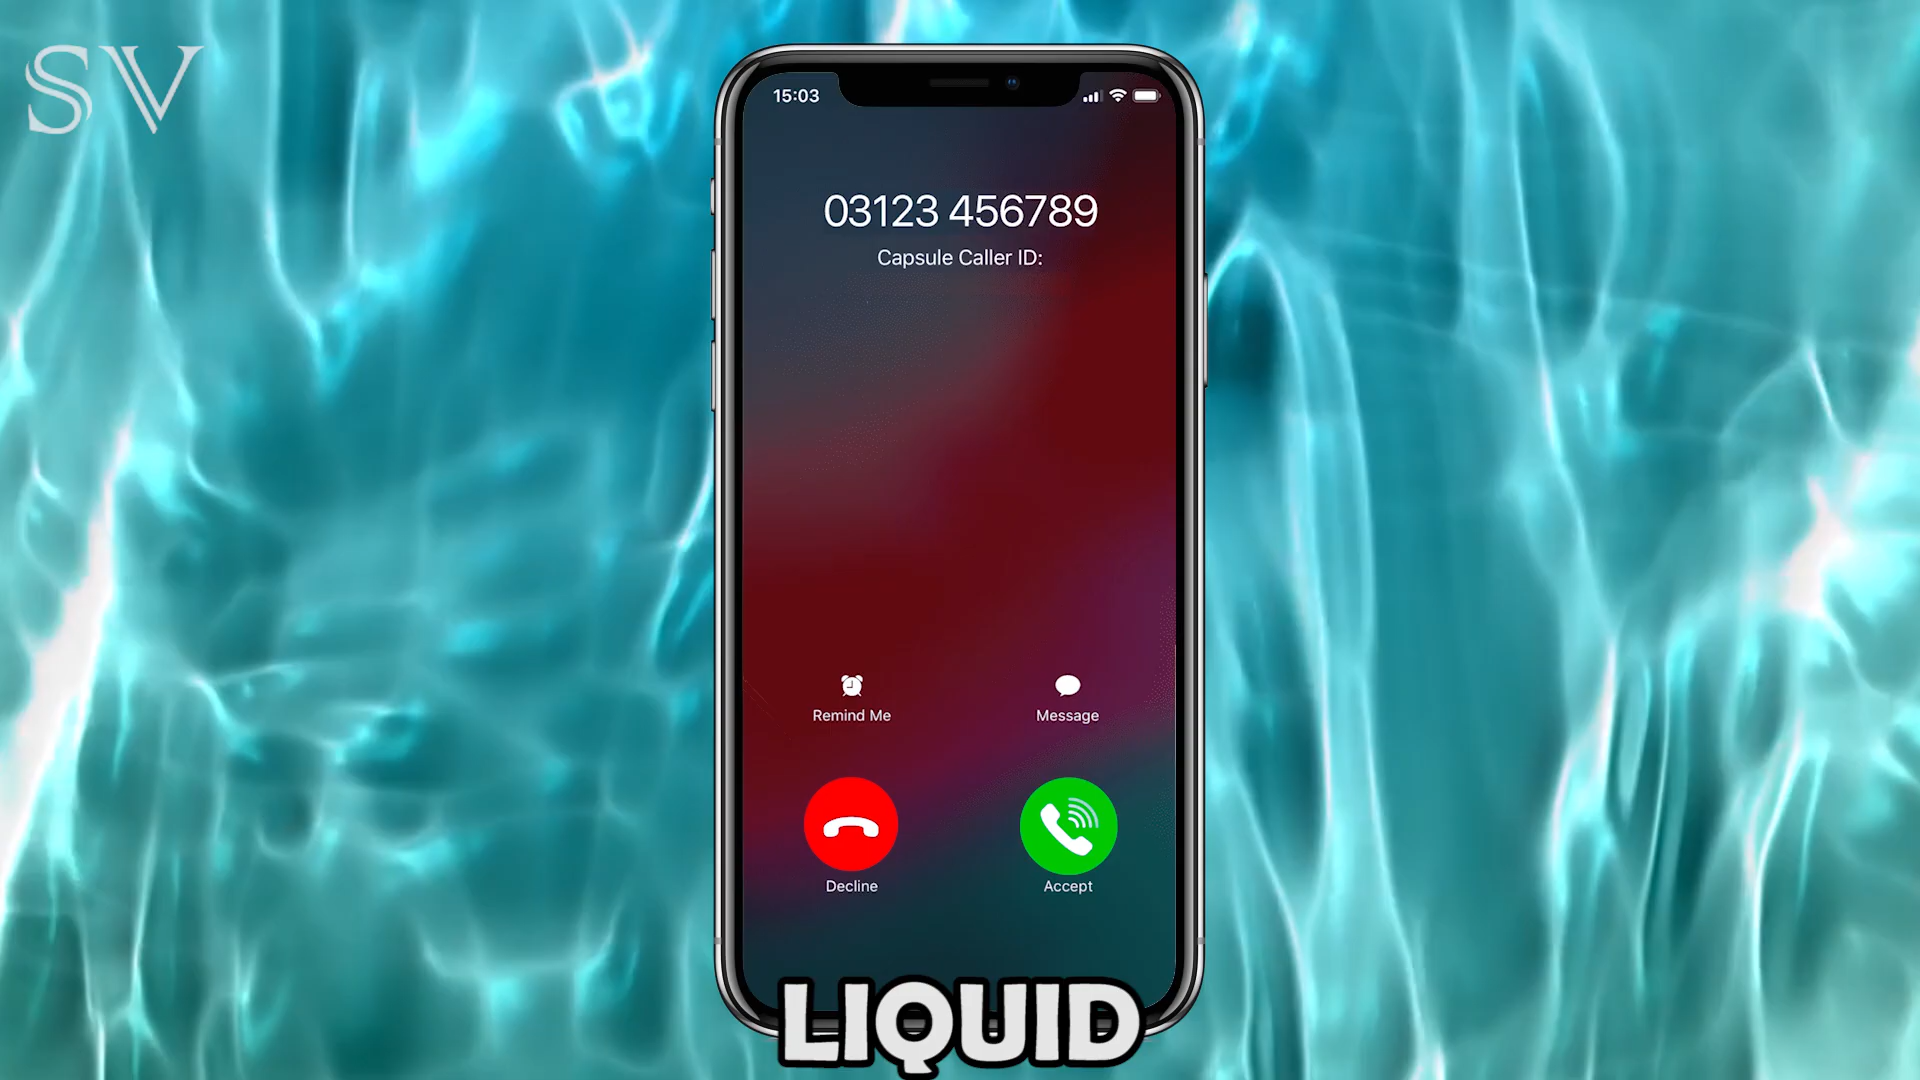 SV
15:03
03123 456789
Capsule Caller ID:
Remind Me
Message
Decline
Accept
LIQUID